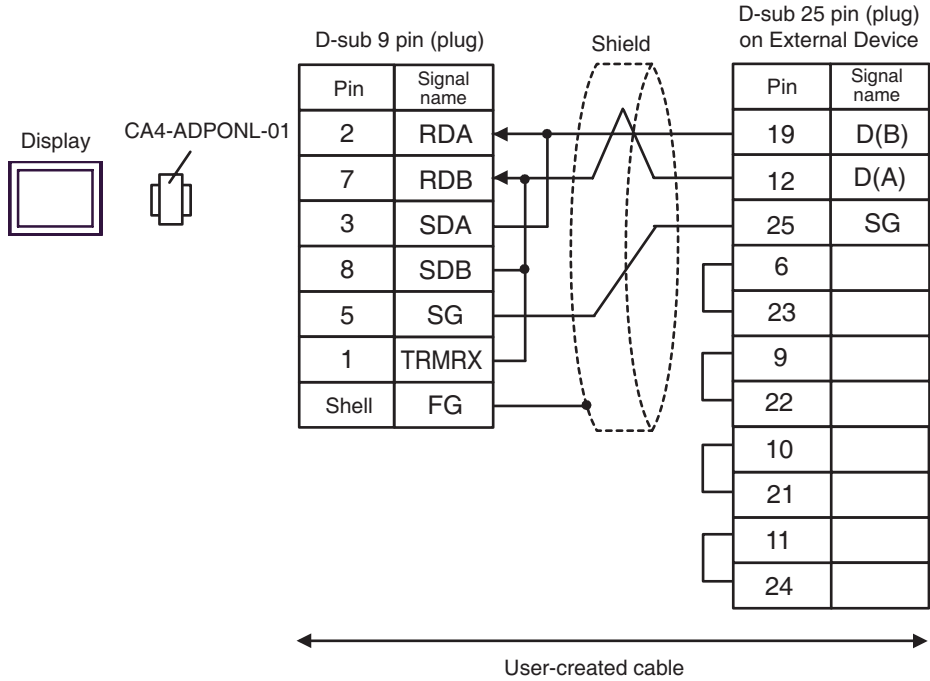 D-sub 25 pin (plug)
on External Device
D-sub 9 pin (plug)
Shield
Display
CA4-ADPONL-01
Pin Signal name
2 RDA
7 RDB
3 SDA
8 SDB
5 SG
1 TRMRX
Shell FG
Pin Signal name
19 D(B)
12 D(A)
25 SG
6
23
9
22
10
21
11
24
User-created cable